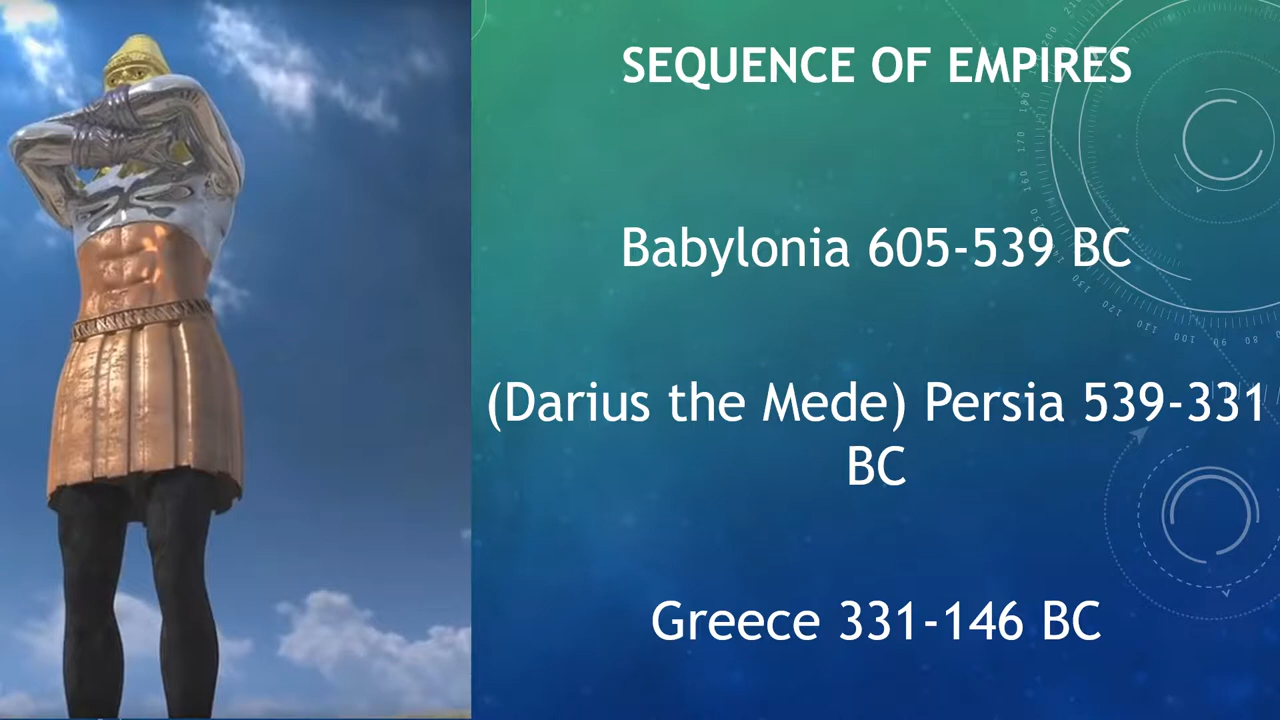 SEQUENCE OF EMPIRES
Babylonia 605-539 BC
(Darius the Mede) Persia 539-331
BC
Greece 331-146 BC